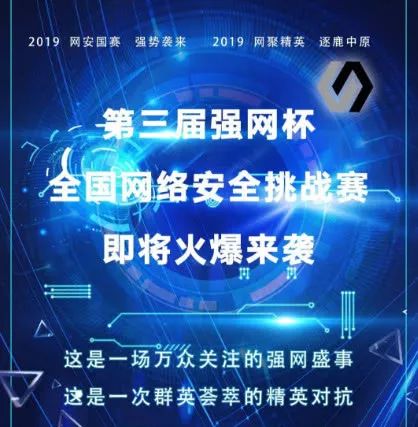 2019 网安国赛 强势袭来 2019 网聚精英 逐鹿中原
第三届强网杯
全国网络安全挑战赛
即将火爆来袭
这是一场万众关注的强网盛事
这是一次群英荟萃的精英对抗